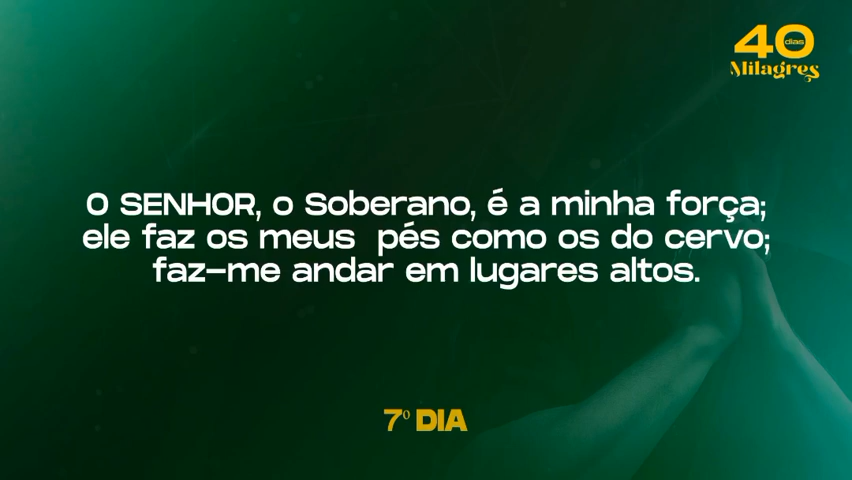 40
dias
Milagres
O SENHOR, o Soberano, é a minha força;
ele faz os meus pés como os do cervo;
faz-me andar em lugares altos.
7º DIA